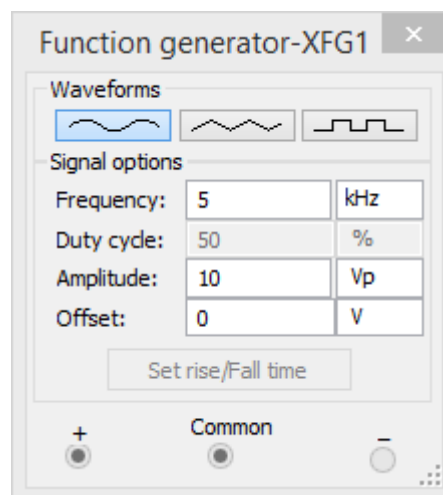 Function generator-XFG1 ×
Waveforms
Signal options
Frequency: 5 kHz
Duty cycle: 50 %
Amplitude: 10 Vp
Offset: 0 V
Set rise/Fall time
+ Common −